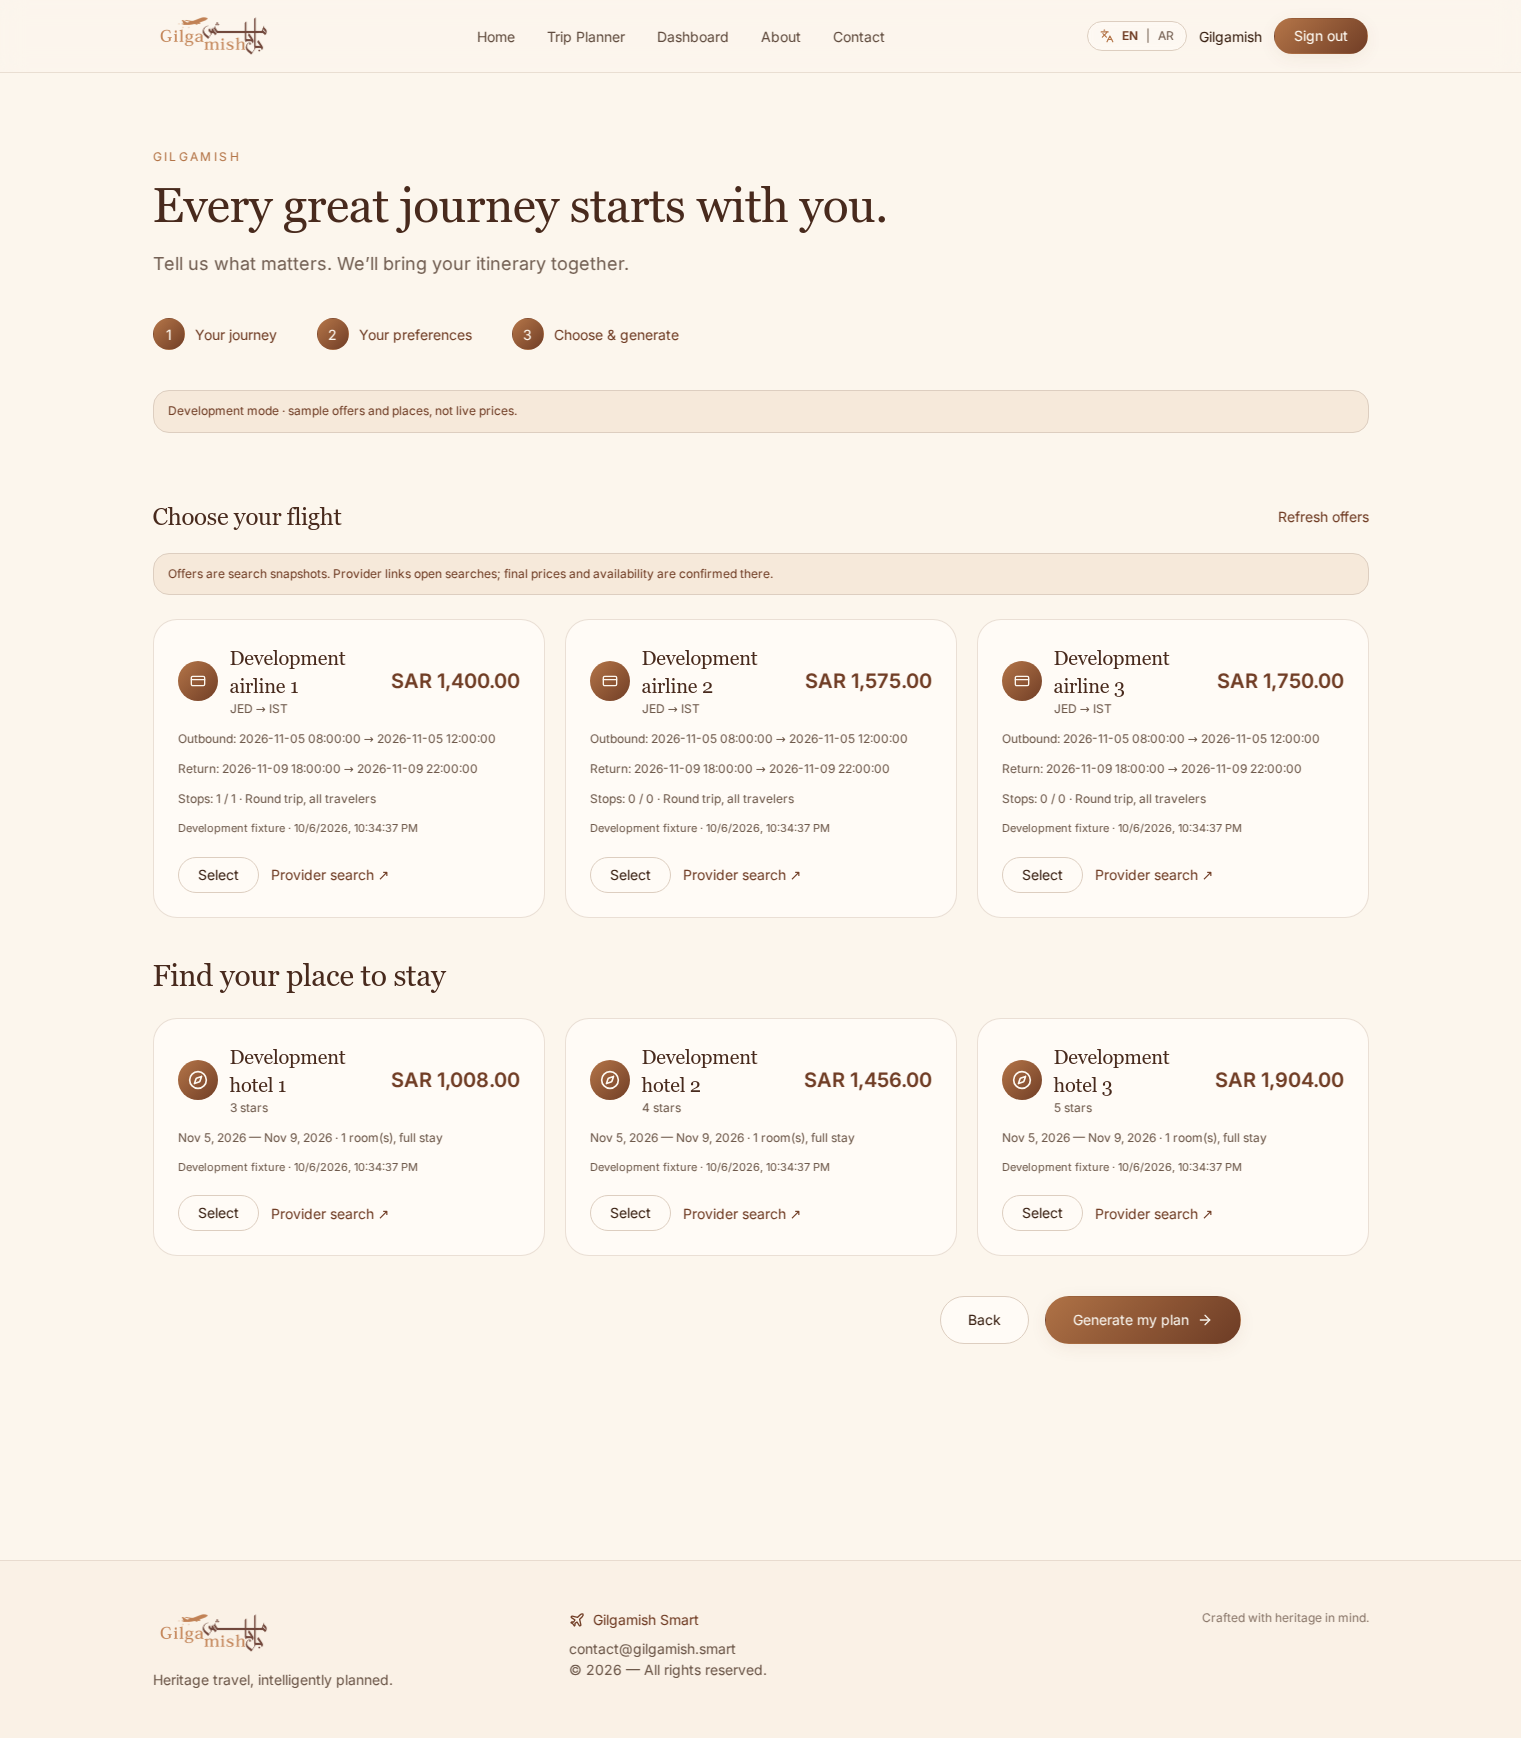 Gilgamish جلجامش
Home
Trip Planner
Dashboard
About
Contact
EN | AR
Gilgamish
Sign out
GILGAMISH
Every great journey starts with you.
Tell us what matters. We’ll bring your itinerary together.
1 Your journey
2 Your preferences
3 Choose & generate
Development mode · sample offers and places, not live prices.
Choose your flight
Refresh offers
Offers are search snapshots. Provider links open searches; final prices and availability are confirmed there.
Development
airline 1
JED → IST
SAR 1,400.00
Outbound: 2026-11-05 08:00:00 → 2026-11-05 12:00:00
Return: 2026-11-09 18:00:00 → 2026-11-09 22:00:00
Stops: 1 / 1 · Round trip, all travelers
Development fixture · 10/6/2026, 10:34:37 PM
Select
Provider search ↗
Development
airline 2
JED → IST
SAR 1,575.00
Outbound: 2026-11-05 08:00:00 → 2026-11-05 12:00:00
Return: 2026-11-09 18:00:00 → 2026-11-09 22:00:00
Stops: 0 / 0 · Round trip, all travelers
Development fixture · 10/6/2026, 10:34:37 PM
Select
Provider search ↗
Development
airline 3
JED → IST
SAR 1,750.00
Outbound: 2026-11-05 08:00:00 → 2026-11-05 12:00:00
Return: 2026-11-09 18:00:00 → 2026-11-09 22:00:00
Stops: 0 / 0 · Round trip, all travelers
Development fixture · 10/6/2026, 10:34:37 PM
Select
Provider search ↗
Find your place to stay
Development
hotel 1
3 stars
SAR 1,008.00
Nov 5, 2026 — Nov 9, 2026 · 1 room(s), full stay
Development fixture · 10/6/2026, 10:34:37 PM
Select
Provider search ↗
Development
hotel 2
4 stars
SAR 1,456.00
Nov 5, 2026 — Nov 9, 2026 · 1 room(s), full stay
Development fixture · 10/6/2026, 10:34:37 PM
Select
Provider search ↗
Development
hotel 3
5 stars
SAR 1,904.00
Nov 5, 2026 — Nov 9, 2026 · 1 room(s), full stay
Development fixture · 10/6/2026, 10:34:37 PM
Select
Provider search ↗
Back
Generate my plan →
Gilgamish جلجامش
Heritage travel, intelligently planned.
Gilgamish Smart
contact@gilgamish.smart
© 2026 — All rights reserved.
Crafted with heritage in mind.